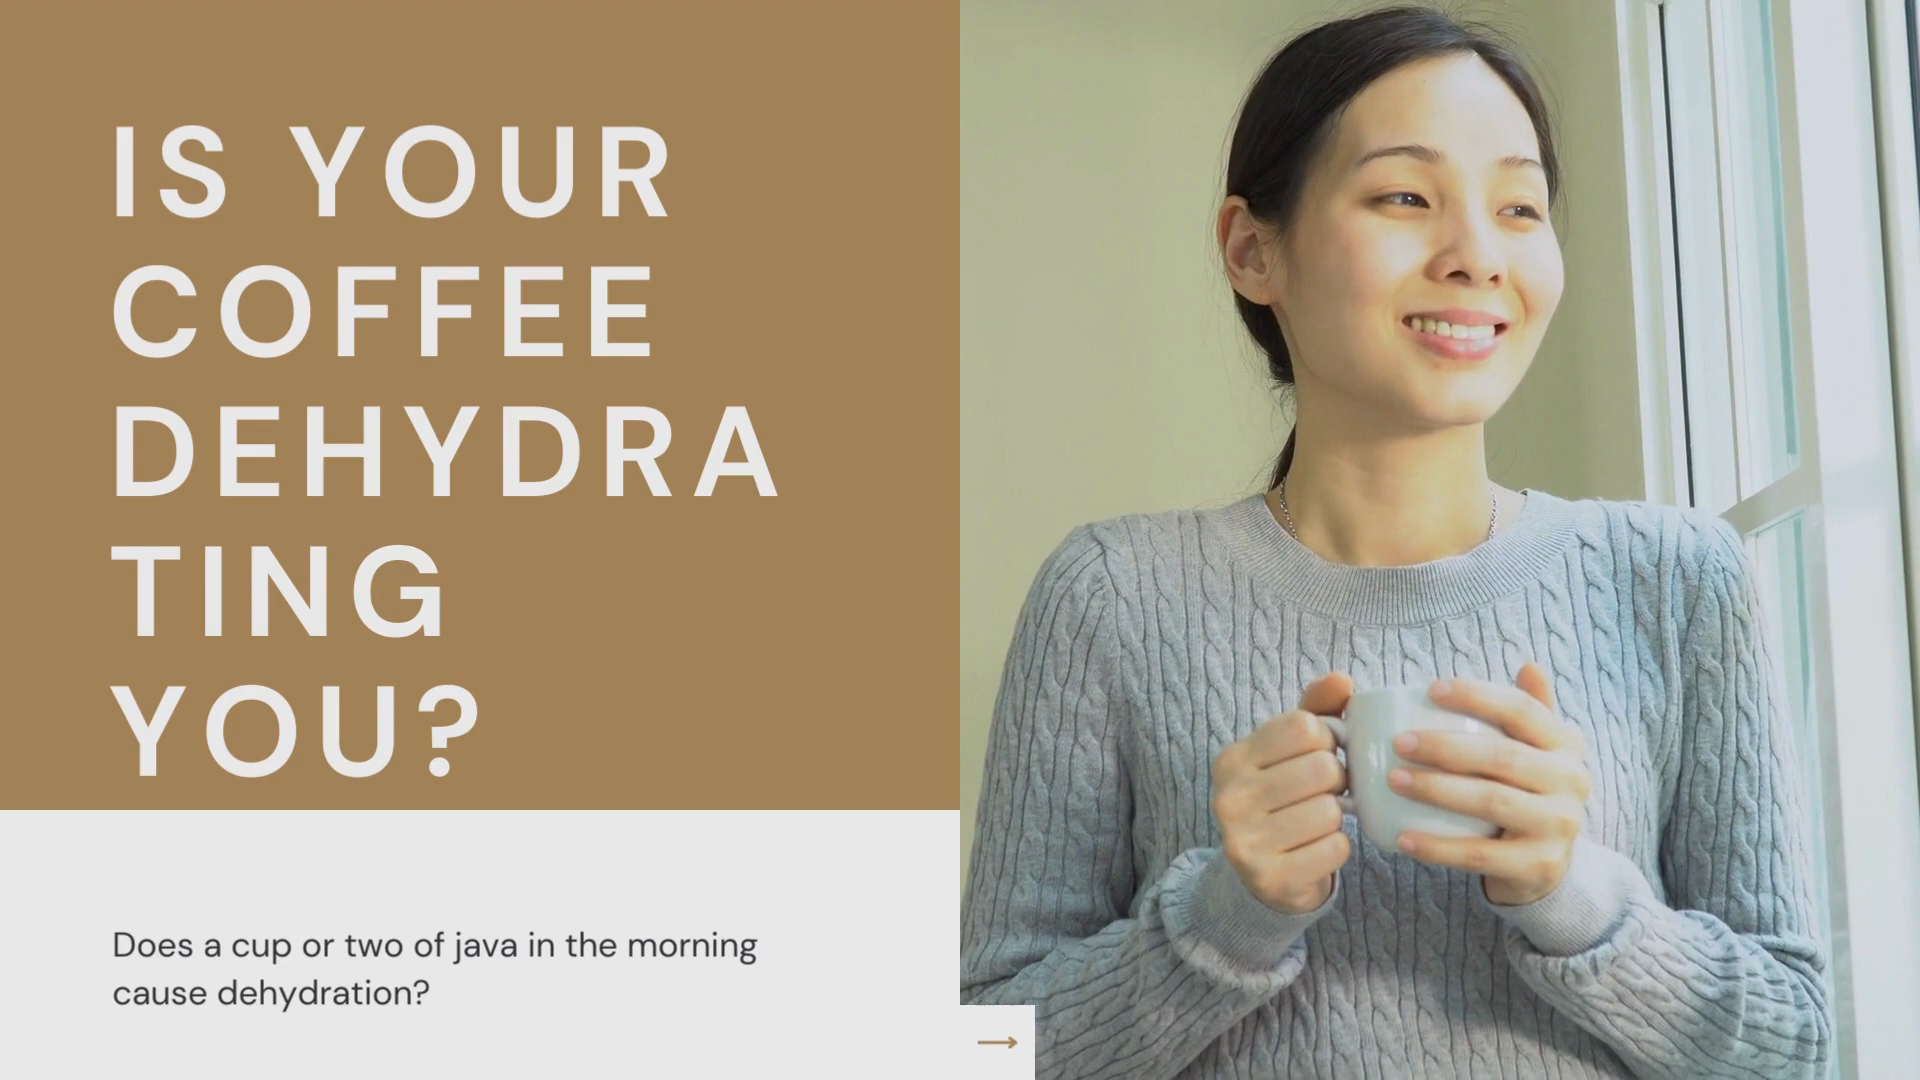 IS YOUR
COFFEE
DEHYDRA
TING
YOU?
Does a cup or two of java in the morning
cause dehydration?